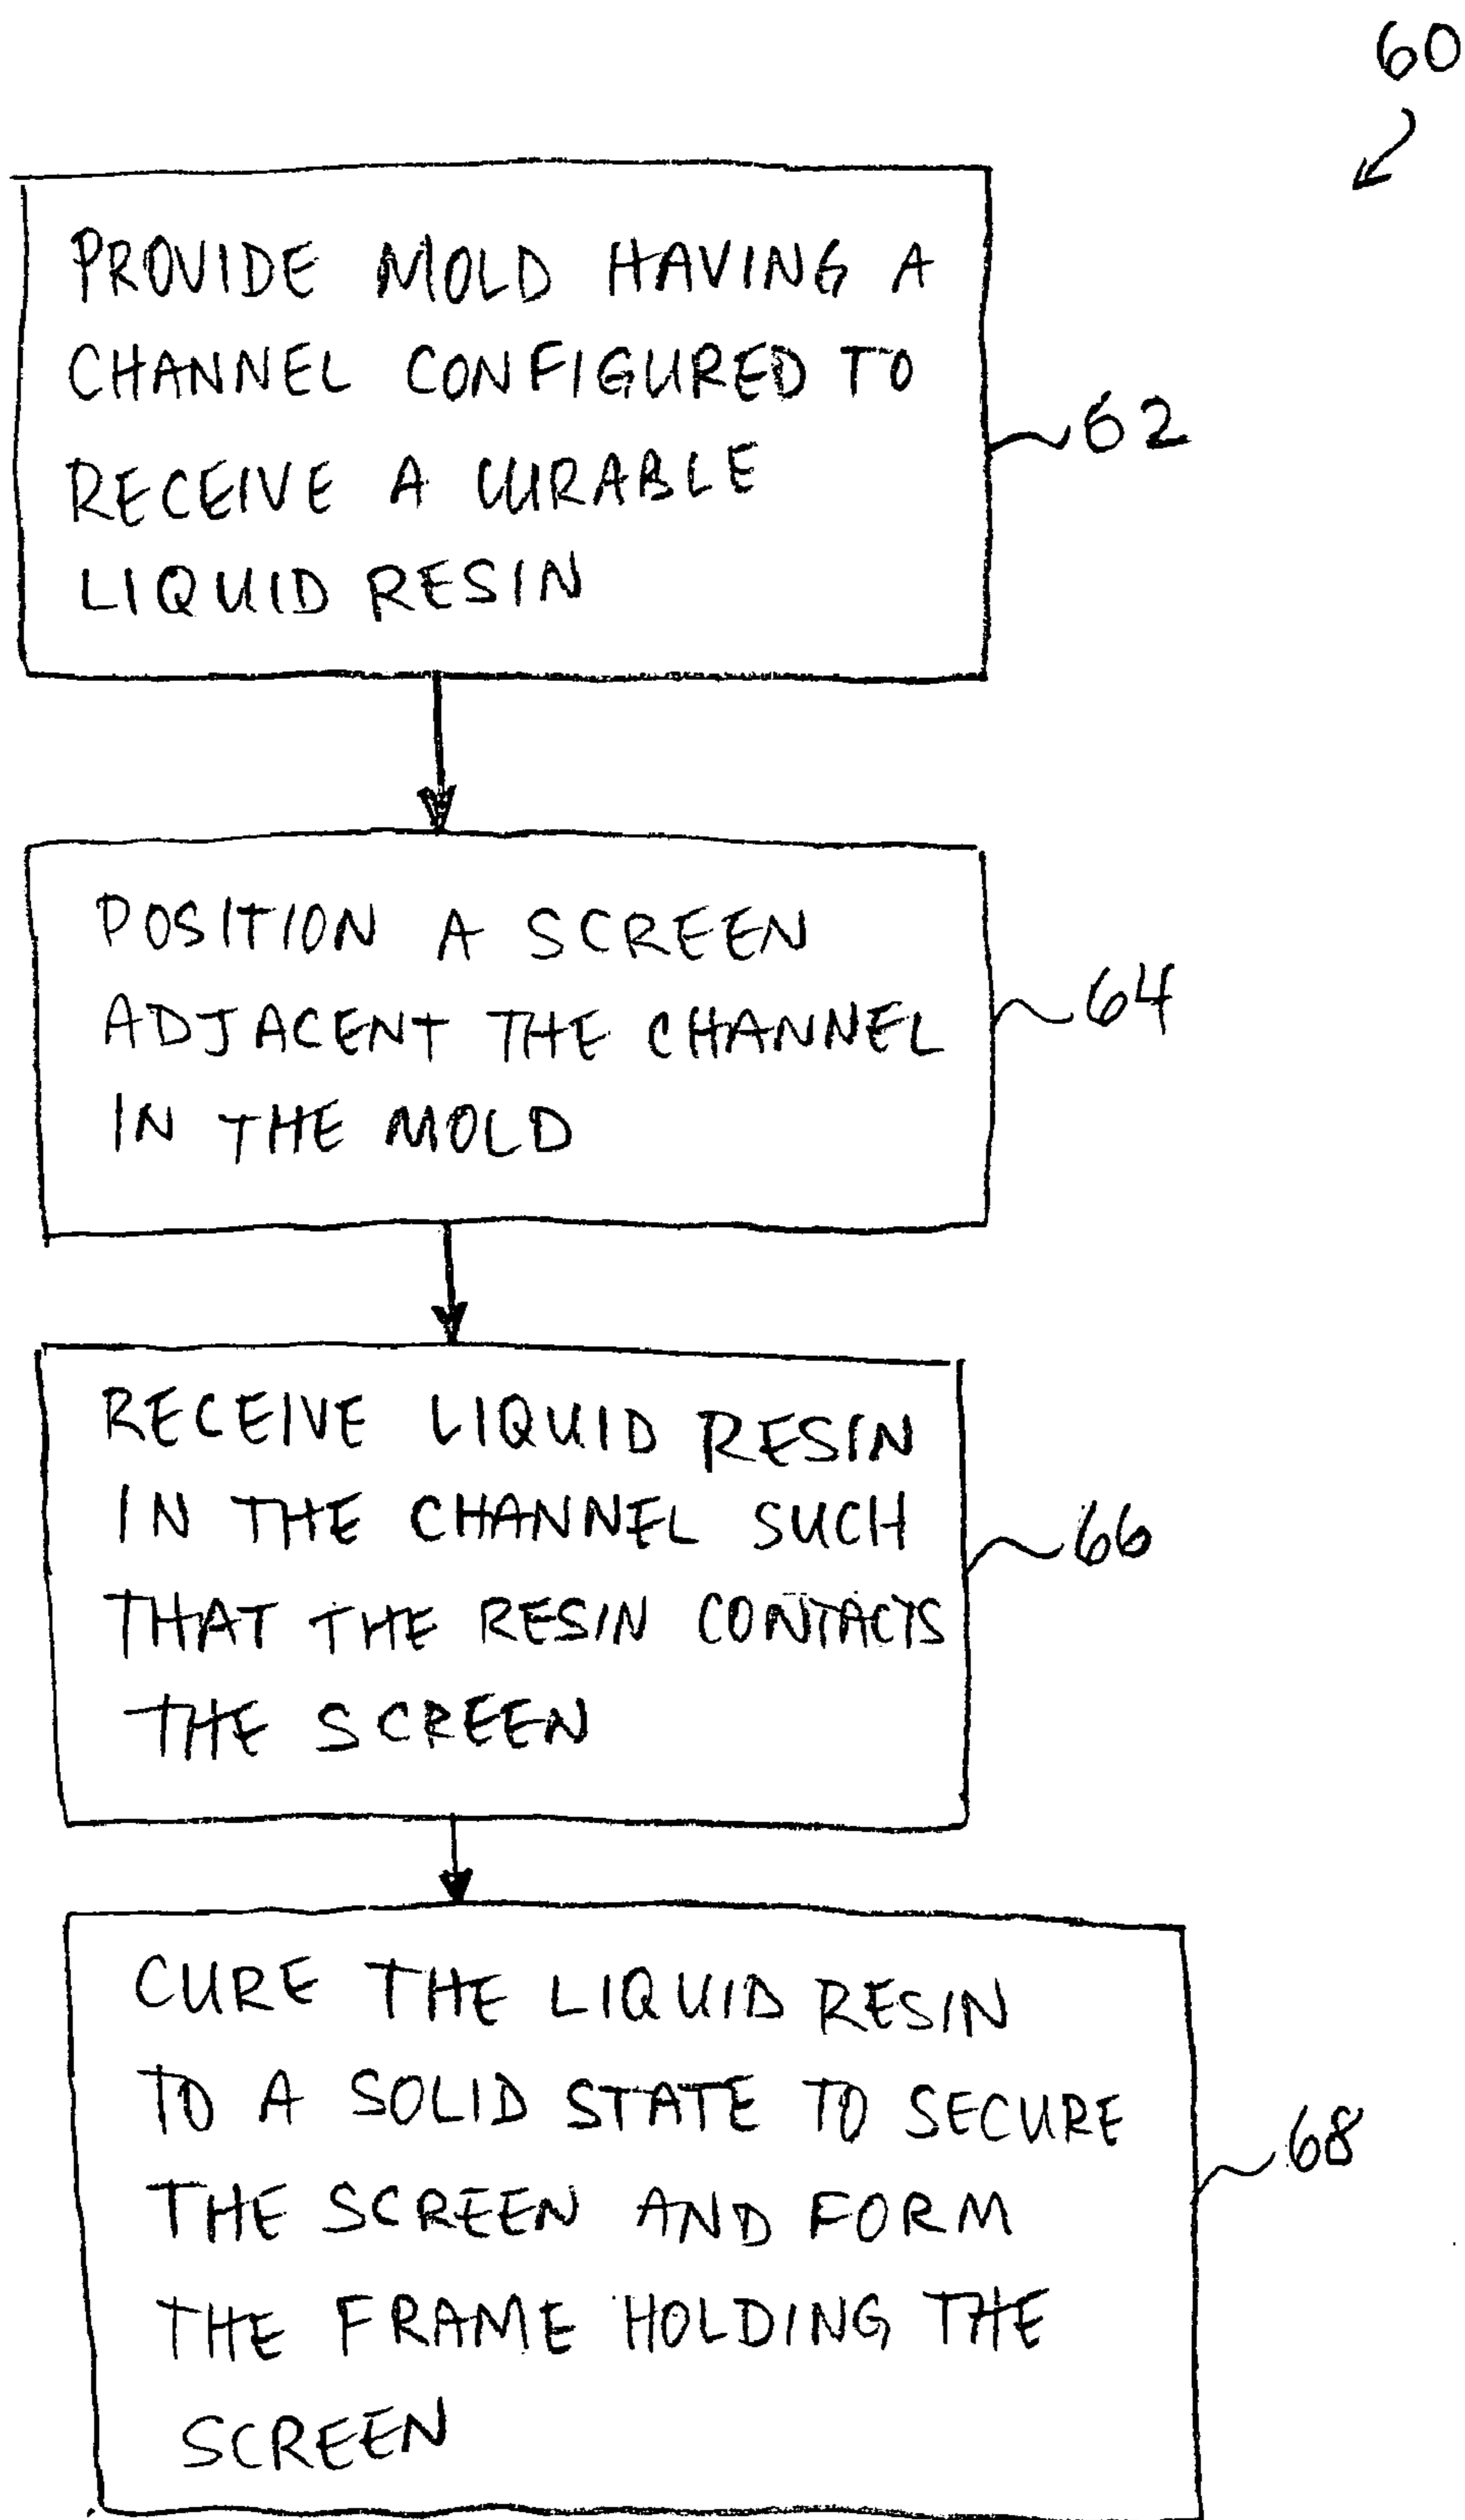 60
PROVIDE MOLD HAVING A
CHANNEL CONFIGURED TO
RECEIVE A CURABLE
LIQUID RESIN
62
POSITION A SCREEN
ADJACENT THE CHANNEL
IN THE MOLD
64
RECEIVE LIQUID RESIN
IN THE CHANNEL SUCH
THAT THE RESIN CONTACTS
THE SCREEN
66
CURE THE LIQUID RESIN
TO A SOLID STATE TO SECURE
THE SCREEN AND FORM
THE FRAME HOLDING THE
SCREEN
68